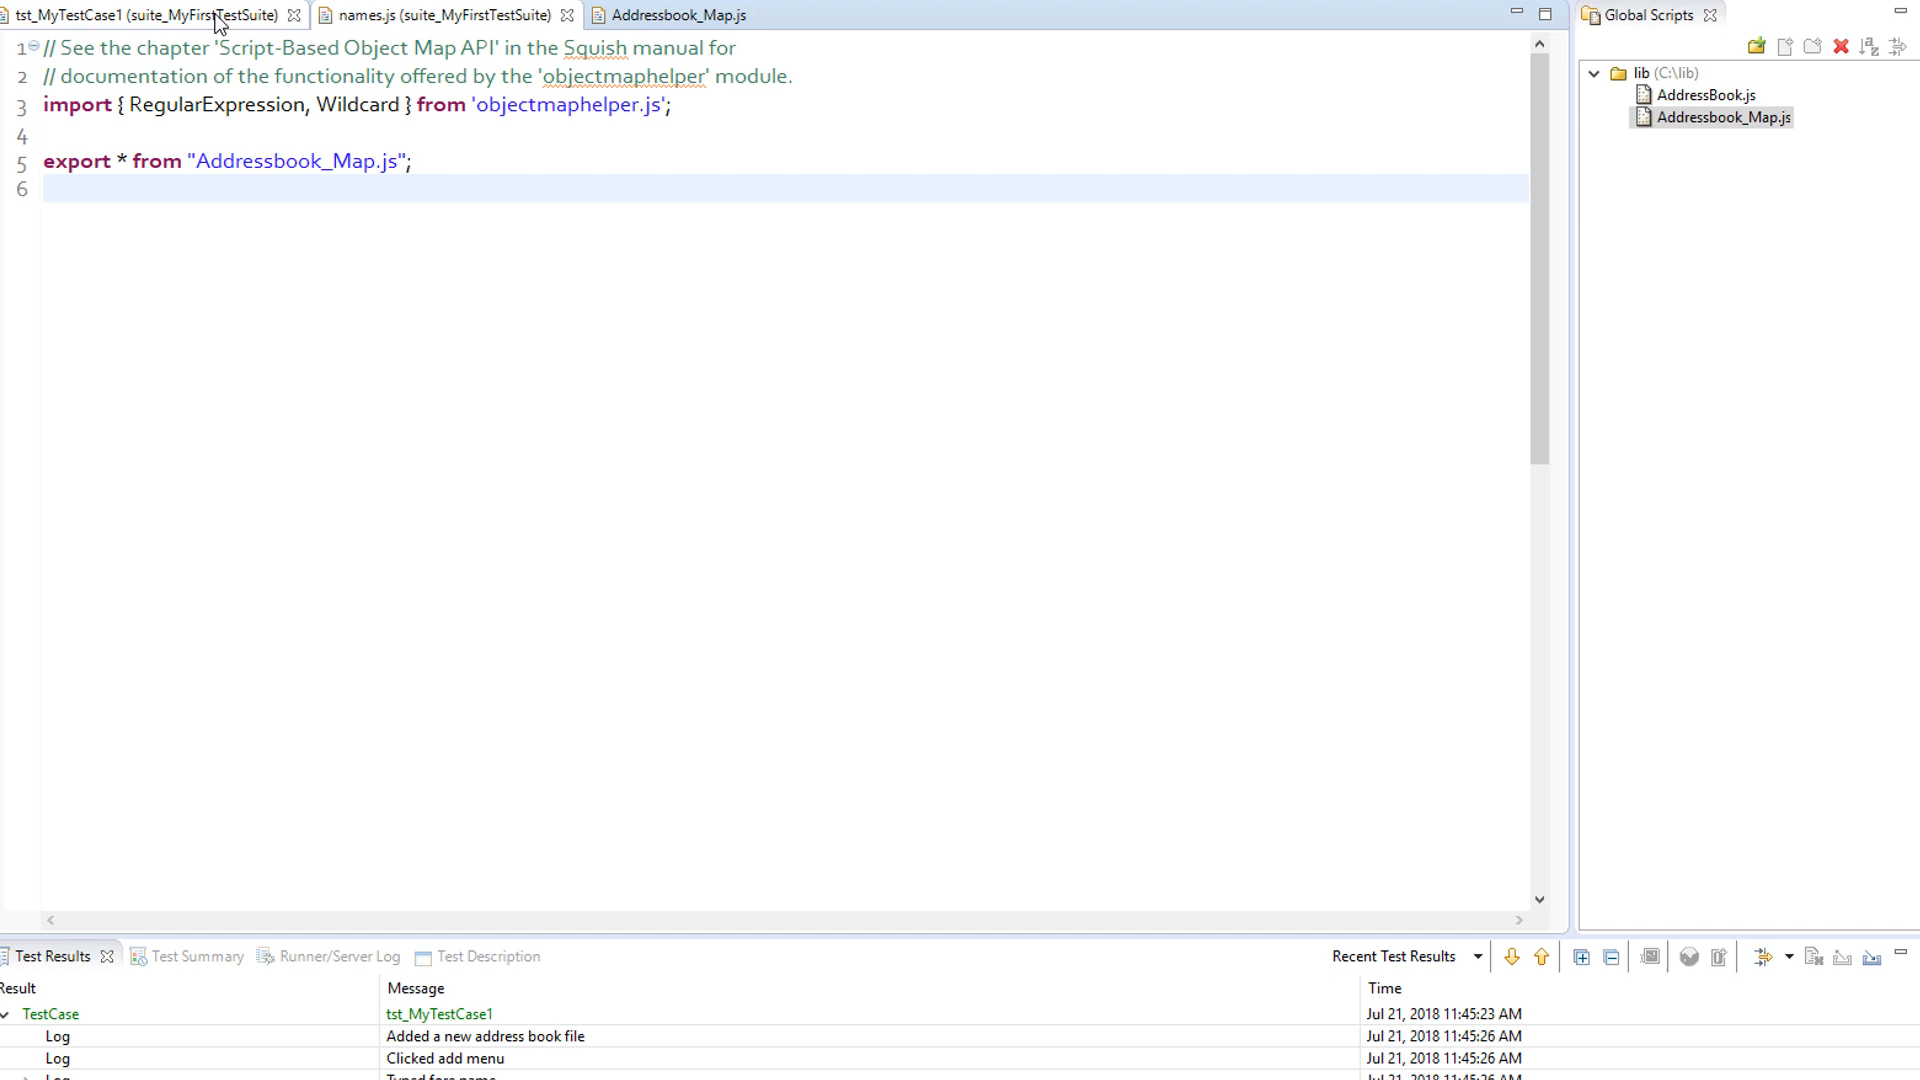 tst_MyTestCase1 (suite_MyFirstTestSuite)
names.js (suite_MyFirstTestSuite)
Addressbook_Map.js
Global Scripts
1 // See the chapter 'Script-Based Object Map API' in the Squish manual for
2 // documentation of the functionality offered by the 'objectmaphelper' module.
3 import { RegularExpression, Wildcard } from 'objectmaphelper.js';
4
5 export * from "Addressbook_Map.js";
6
lib (C:\lib)
AddressBook.js
Addressbook_Map.js
Test Results
Test Summary
Runner/Server Log
Test Description
Recent Test Results
Result Message Time
TestCase tst_MyTestCase1 Jul 21, 2018 11:45:23 AM
Log Added a new address book file Jul 21, 2018 11:45:26 AM
Log Clicked add menu Jul 21, 2018 11:45:26 AM
Log Typed fore name